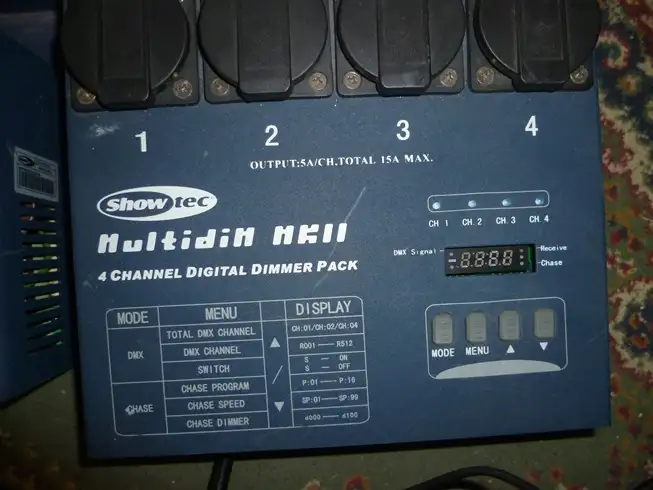 1 2 3 4
OUTPUT:5A/CH.TOTAL 15A MAX.
Showtec
MultidiM MKII
4 CHANNEL DIGITAL DIMMER PACK
CH 1 CH. 2 CH. 3 CH. 4
DMX Signal Receive
Chase
MODE MENU ▲ ▼
MODE MENU DISPLAY
DMX TOTAL DMX CHANNEL CH:01/CH:02/CH:04
DMX CHANNEL R001 — R512
SWITCH S — ON
S — OFF
CHASE CHASE PROGRAM P:01 — P:16
CHASE SPEED SP:01 — SP:99
CHASE DIMMER d000 — d100
▲ / ▼
Showtec